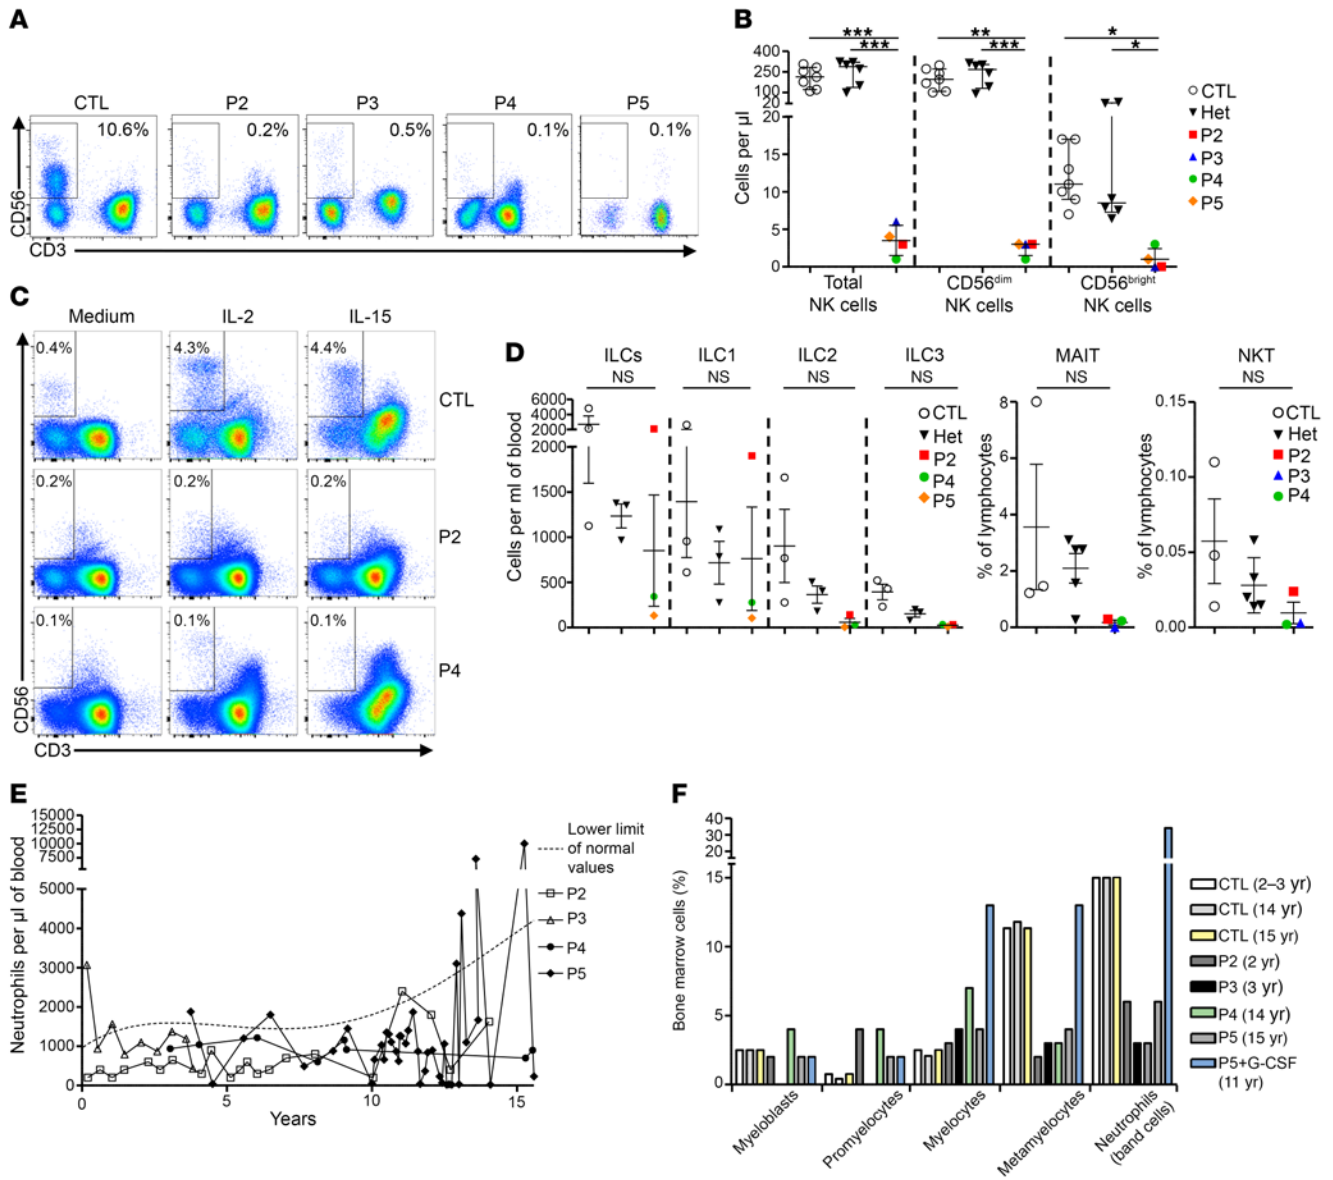 A
CTL P2 P3 P4 P5
10.6% 0.2% 0.5% 0.1% 0.1%
CD56
CD3
B
*** ** *
*** *** *
400
250
100
20
20
15
10
5
0
Cells per µl
Total
NK cells
CD56dim
NK cells
CD56bright
NK cells
CTL
Het
P2
P3
P4
P5
C
Medium IL-2 IL-15
0.4% 4.3% 4.4%
CTL
0.2% 0.2% 0.2%
P2
0.1% 0.1% 0.1%
P4
CD56
CD3
D
ILCs ILC1 ILC2 ILC3
NS NS NS NS
6000
4000
2000
2000
1500
1000
500
0
Cells per ml of blood
CTL
Het
P2
P4
P5
MAIT
NS
8
6
4
2
0
% of lymphocytes
NKT
NS
0.15
0.10
0.05
0.00
% of lymphocytes
CTL
Het
P2
P3
P4
E
15000
12500
10000
7500
5000
4000
3000
2000
1000
0
Neutrophils per µl of blood
0 5 10 15
Years
Lower limit
of normal
values
P2
P3
P4
P5
F
40
30
20
15
10
5
0
Bone marrow cells (%)
Myeloblasts
Promyelocytes
Myelocytes
Metamyelocytes
Neutrophils
(band cells)
CTL (2–3 yr)
CTL (14 yr)
CTL (15 yr)
P2 (2 yr)
P3 (3 yr)
P4 (14 yr)
P5 (15 yr)
P5+G-CSF
(11 yr)